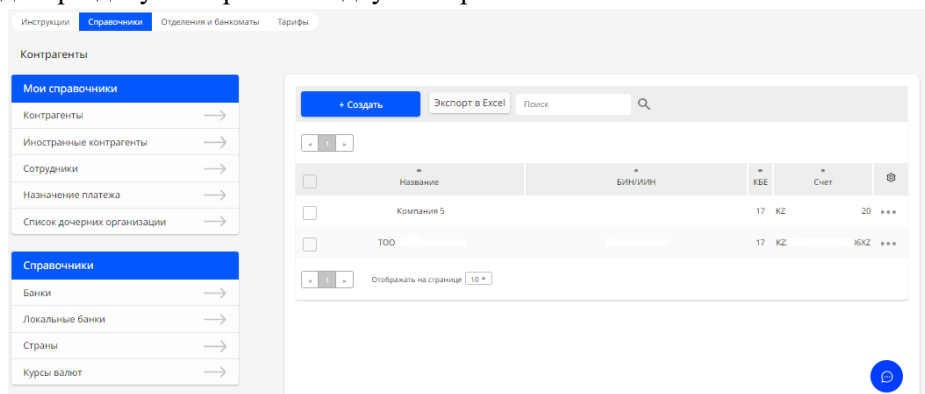 Инструкции Справочники Отделения и банкоматы Тарифы
Контрагенты
Мои справочники
Контрагенты
Иностранные контрагенты
Сотрудники
Назначение платежа
Список дочерних организации
Справочники
Банки
Локальные банки
Страны
Курсы валют
+ Создать Экспорт в Excel Поиск
1
Название БИН/ИИН КБЕ Счет
Компания 5 17 KZ 20
ТОО 17 KZ 6XZ
1 Отображать на странице 10